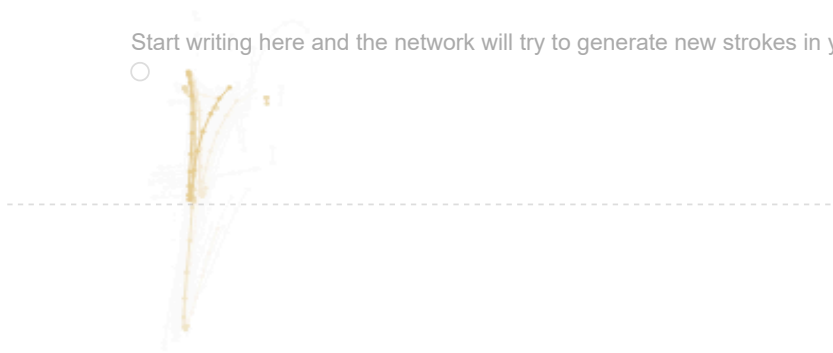 Start writing here and the network will try to generate new strokes in y